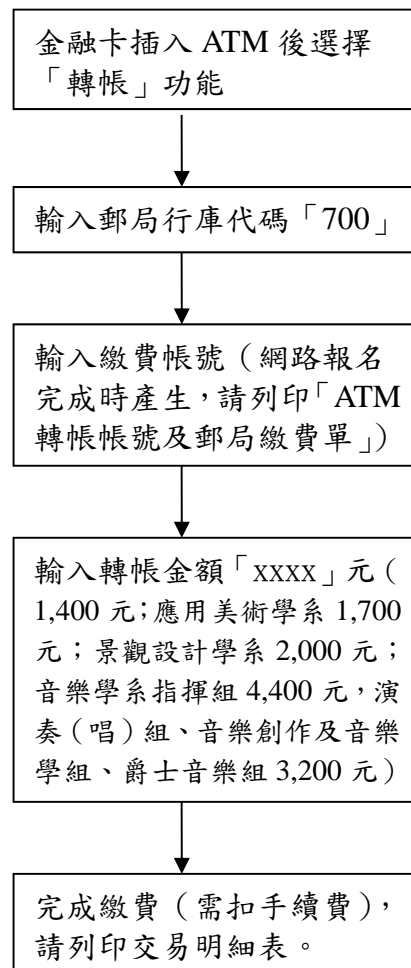 金融卡插入 ATM 後選擇
「轉帳」功能
輸入郵局行庫代碼「700」
輸入繳費帳號（網路報名
完成時產生，請列印「ATM
轉帳帳號及郵局繳費單」）
輸入轉帳金額「xxxx」元（
1,400 元；應用美術學系 1,700
元；景觀設計學系 2,000 元；
音樂學系指揮組 4,400 元，演
奏（唱）組、音樂創作及音樂
學組、爵士音樂組 3,200 元）
完成繳費（需扣手續費），
請列印交易明細表。